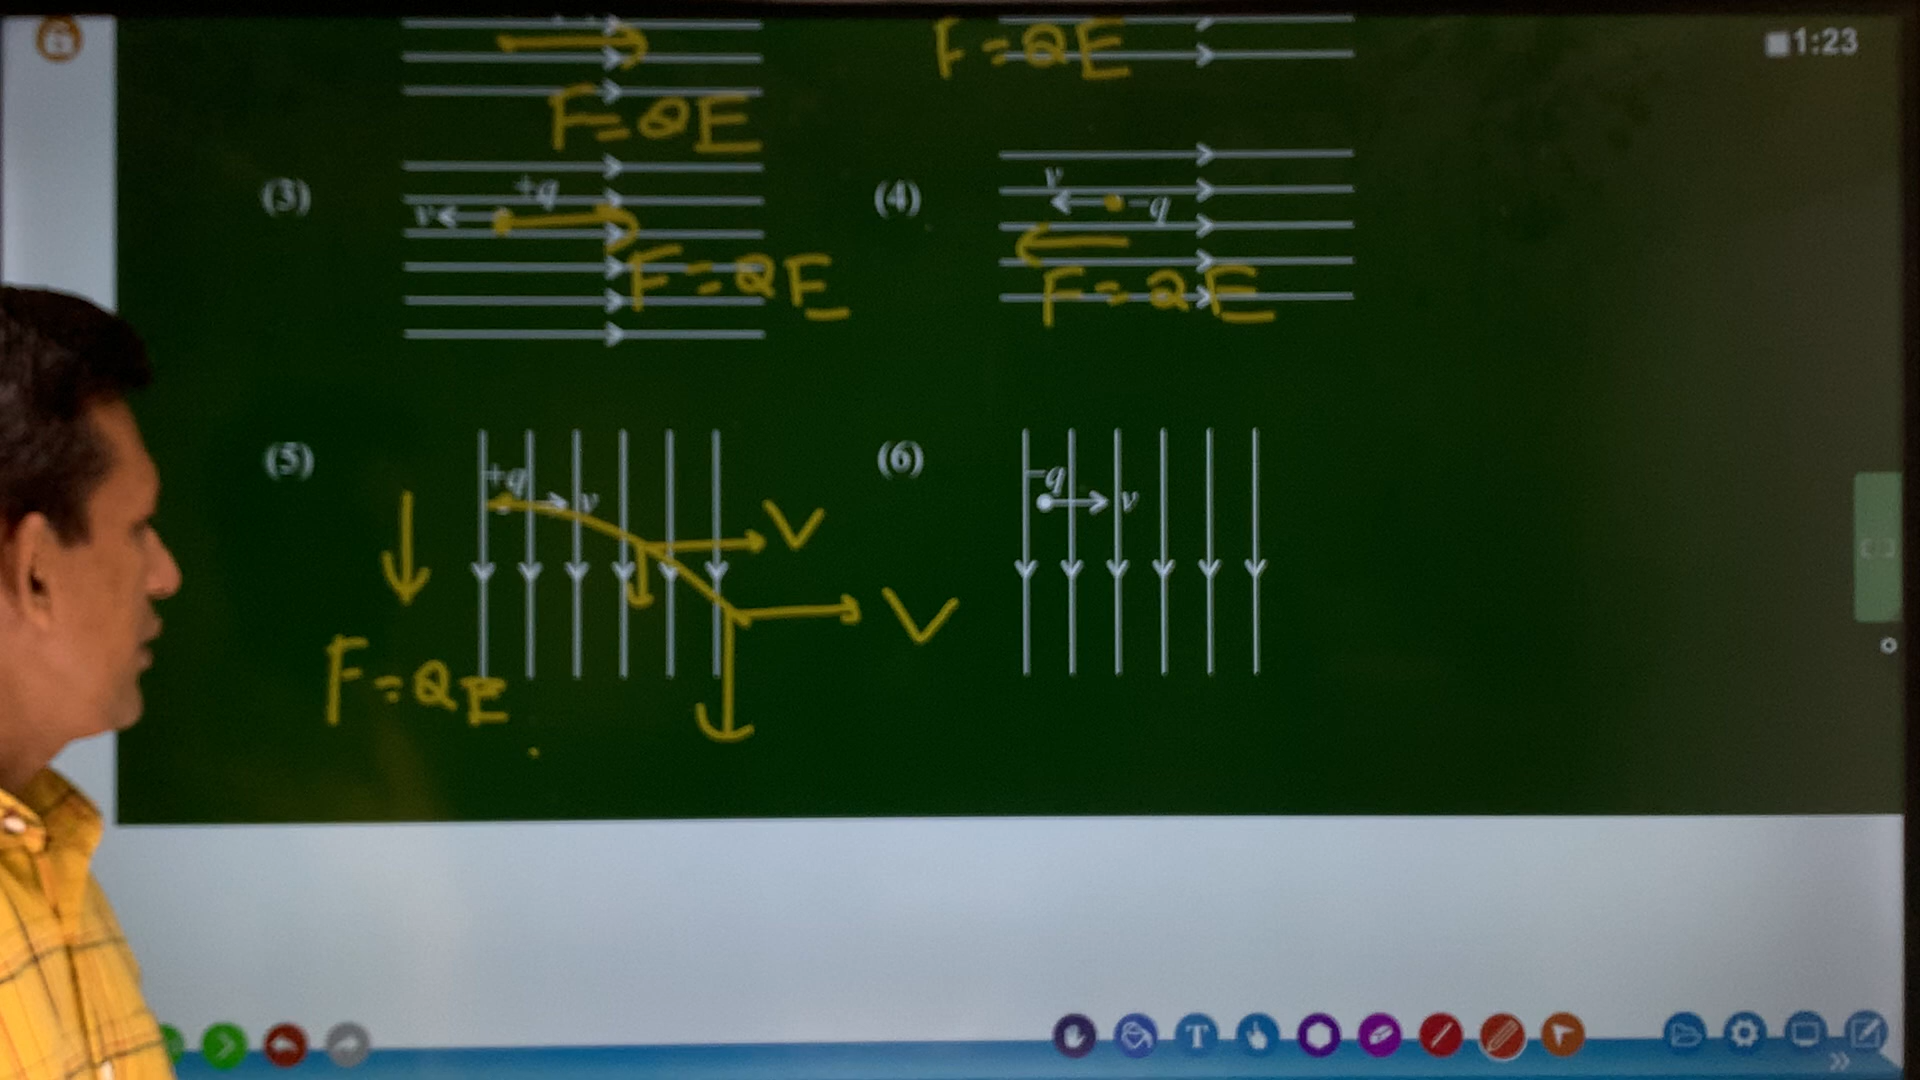 1:23
F=QE
F=QE
(3)
+q
v
F=QE
(4)
v
-q
F=QE
(5)
+q
v
V
V
F=QE
(6)
-q
v
T